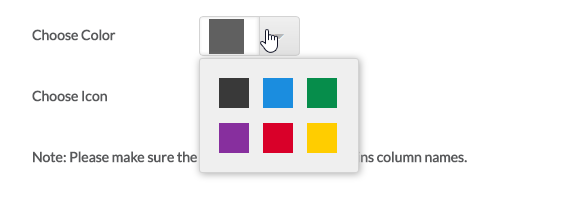 Choose Color
Choose Icon
Note: Please make sure the ns column names.